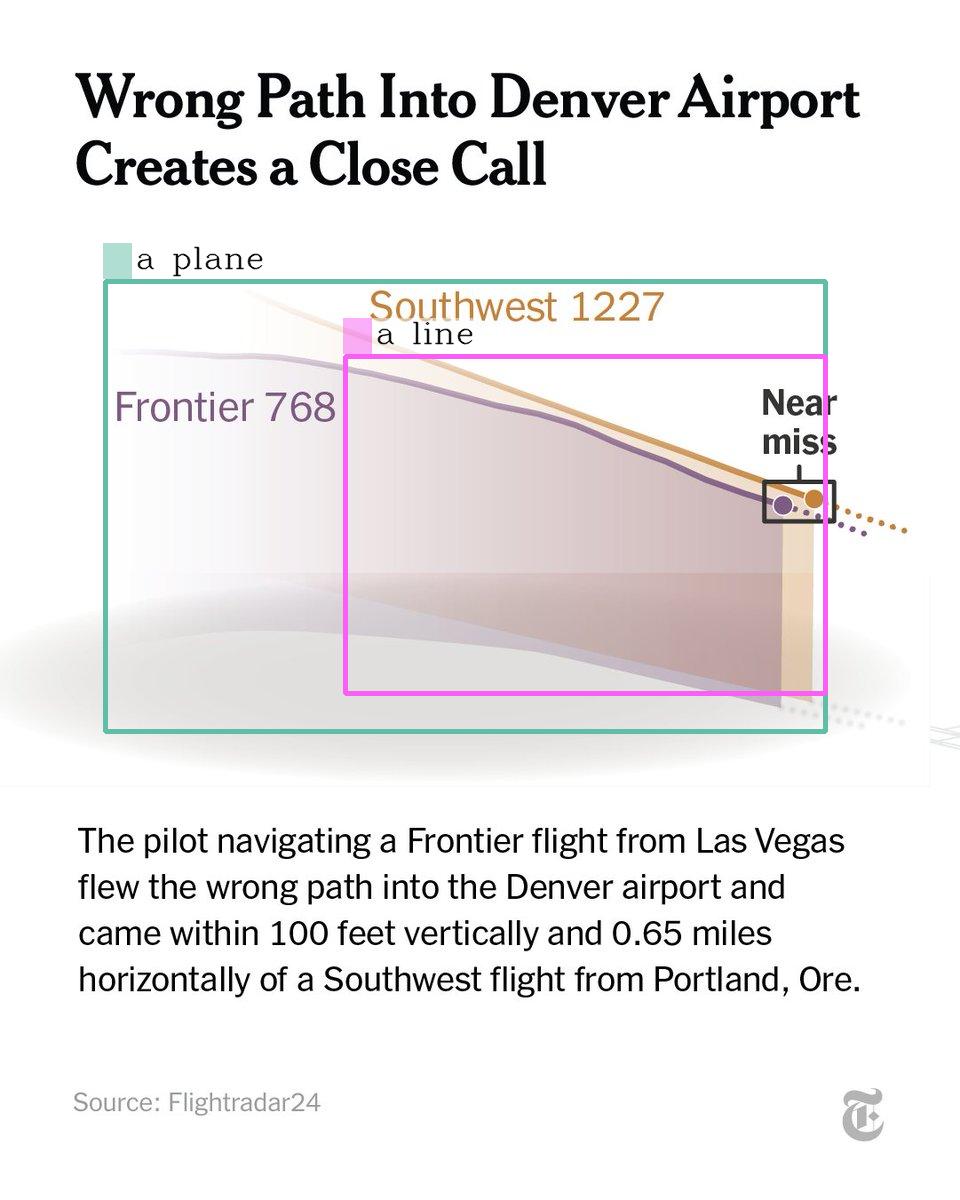 Wrong Path Into Denver Airport
Creates a Close Call
a plane
Southwest 1227
a line
Frontier 768
Near
miss
The pilot navigating a Frontier flight from Las Vegas
flew the wrong path into the Denver airport and
came within 100 feet vertically and 0.65 miles
horizontally of a Southwest flight from Portland, Ore.
Source: Flightradar24
T